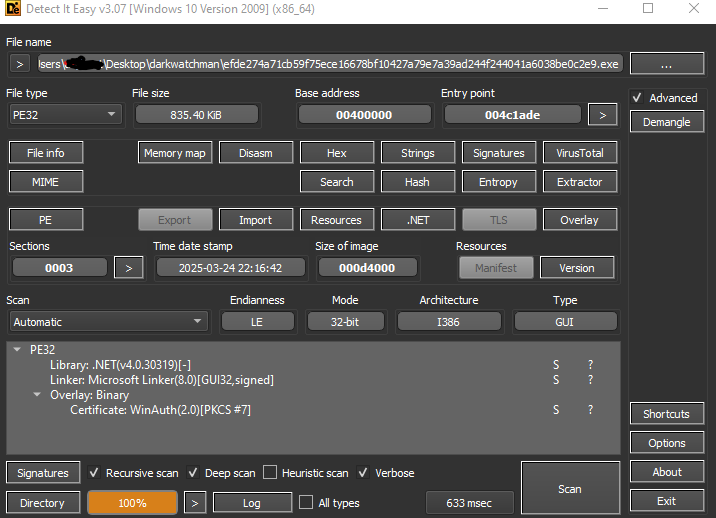 Detect It Easy v3.07 [Windows 10 Version 2009] (x86_64)
File name
> \Desktop\darkwatchman\efde274a71cb59f75ece16678bf10427a79e7a39ad244f244041a6038be0c2e9.exe ...
File type File size Base address Entry point Advanced
PE32 835.40 KiB 00400000 004c1ade > Demangle
File info Memory map Disasm Hex Strings Signatures VirusTotal
MIME Search Hash Entropy Extractor
PE Export Import Resources .NET TLS Overlay
Sections Time date stamp Size of image Resources
0003 > 2025-03-24 22:16:42 000d4000 Manifest Version
Scan Endianness Mode Architecture Type
Automatic LE 32-bit I386 GUI
PE32
Library: .NET(v4.0.30319)[-] S ?
Linker: Microsoft Linker(8.0)[GUI32,signed] S ?
Overlay: Binary
Certificate: WinAuth(2.0)[PKCS #7] S ?
Shortcuts
Options
Signatures Recursive scan Deep scan Heuristic scan Verbose Scan About
Directory 100% > Log All types 633 msec Exit